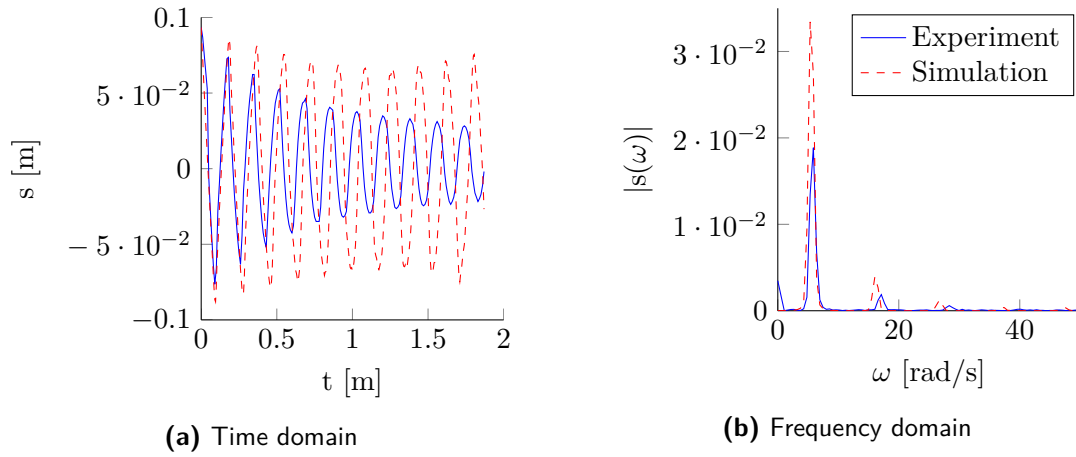 0.1
5 · 10⁻²
0
− 5 · 10⁻²
−0.1
s [m]
0 0.5 1 1.5 2
t [m]
(a) Time domain
Experiment
Simulation
3 · 10⁻²
2 · 10⁻²
1 · 10⁻²
0
|s(ω)|
0 20 40
ω [rad/s]
(b) Frequency domain